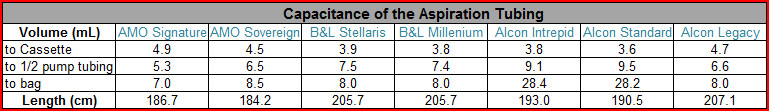 Capacitance of the Aspiration Tubing
Volume (mL) AMO Signature AMO Sovereign B&L Stellaris B&L Millenium Alcon Intrepid Alcon Standard Alcon Legacy
to Cassette 4.9 4.5 3.9 3.8 3.8 3.6 4.7
to 1/2 pump tubing 5.3 6.5 7.5 7.4 9.1 9.5 6.6
to bag 7.0 8.5 8.0 8.0 28.4 28.2 8.0
Length (cm) 186.7 184.2 205.7 205.7 193.0 190.5 207.1